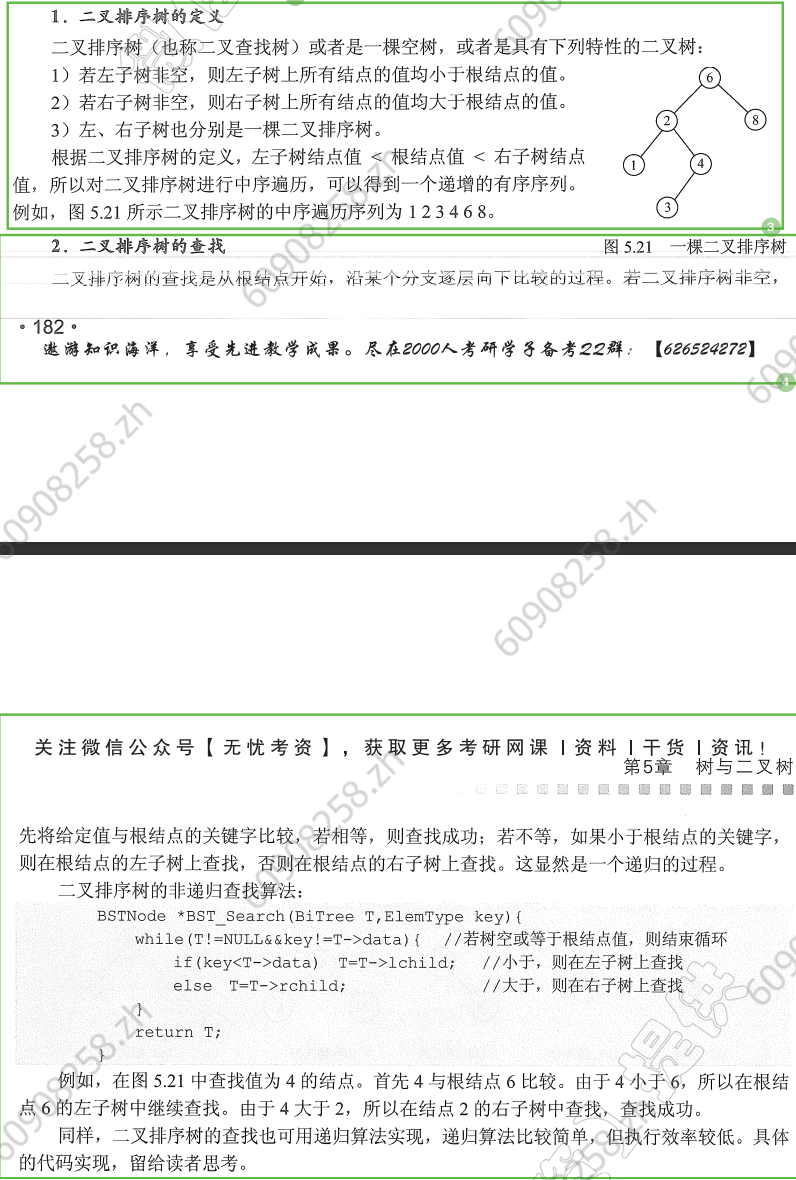 1．二叉排序树的定义
二叉排序树（也称二叉查找树）或者是一棵空树，或者是具有下列特性的二叉树：
1）若左子树非空，则左子树上所有结点的值均小于根结点的值。
2）若右子树非空，则右子树上所有结点的值均大于根结点的值。
3）左、右子树也分别是一棵二叉排序树。
根据二叉排序树的定义，左子树结点值 < 根结点值 < 右子树结点
值，所以对二叉排序树进行中序遍历，可以得到一个递增的有序序列。
例如，图 5.21 所示二叉排序树的中序遍历序列为 1 2 3 4 6 8。
6
2
8
1
4
3
3
2．二叉排序树的查找
图 5.21 一棵二叉排序树
二叉排序树的查找是从根结点开始，沿某个分支逐层向下比较的过程。若二叉排序树非空，
• 182 •
遨游知识海洋，享受先进教学成果。尽在2000人考研学子备考22群：【626524272】
4
60908258.zh
60908258.zh
60908258.zh
关注微信公众号【无忧考资】，获取更多考研网课丨资料丨干货丨资讯！
第5章 树与二叉树
先将给定值与根结点的关键字比较，若相等，则查找成功；若不等，如果小于根结点的关键字，
则在根结点的左子树上查找，否则在根结点的右子树上查找。这显然是一个递归的过程。
二叉排序树的非递归查找算法：
BSTNode *BST_Search(BiTree T,ElemType key){
while(T!=NULL&&key!=T->data){ //若树空或等于根结点值，则结束循环
if(key<T->data) T=T->lchild; //小于，则在左子树上查找
else T=T->rchild; //大于，则在右子树上查找
}
return T;
}
例如，在图 5.21 中查找值为 4 的结点。首先 4 与根结点 6 比较。由于 4 小于 6，所以在根结
点 6 的左子树中继续查找。由于 4 大于 2，所以在结点 2 的右子树中查找，查找成功。
同样，二叉排序树的查找也可用递归算法实现，递归算法比较简单，但执行效率较低。具体
的代码实现，留给读者思考。
60908258.zh
60908258.zh
提供